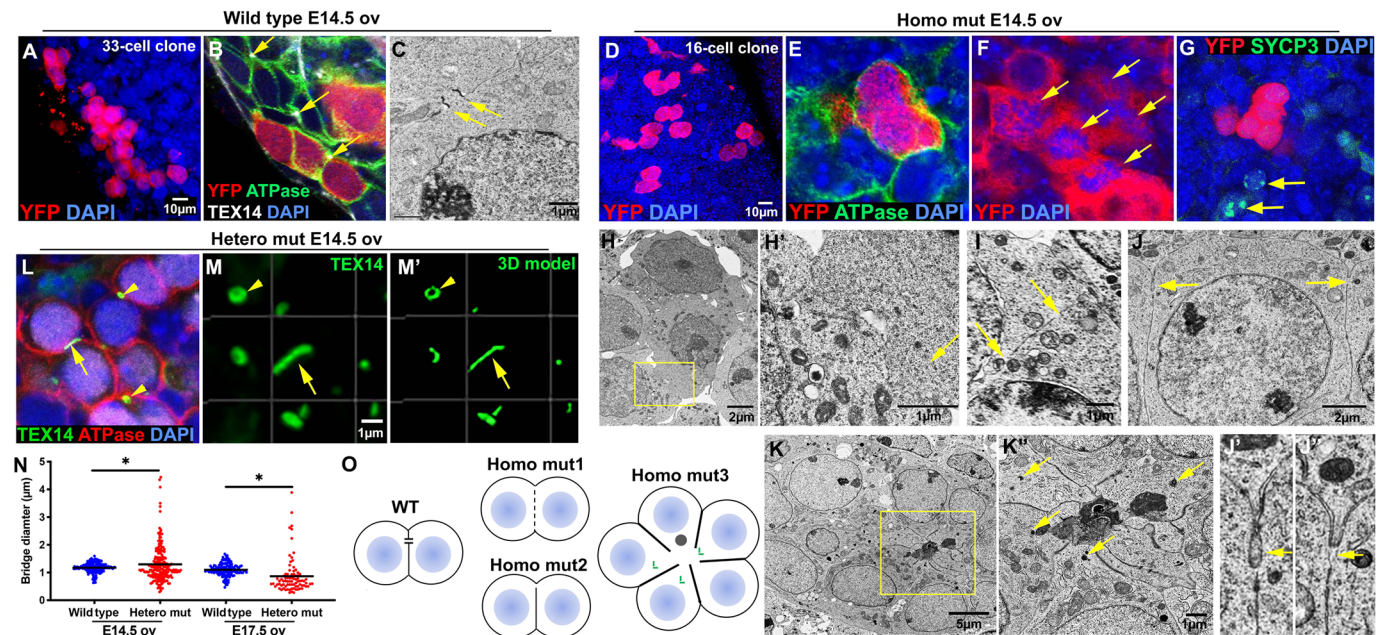 Wild type E14.5 ov
Homo mut E14.5 ov
A
33-cell clone
YFP DAPI
10μm
B
YFP ATPase
TEX14 DAPI
C
1μm
D
16-cell clone
YFP DAPI
10μm
E
YFP ATPase
F
YFP DAPI
G
YFP SYCP3 DAPI
Hetero mut E14.5 ov
L
TEX14 ATPase DAPI
M
TEX14
1μm
M'
3D model
H
2μm
H'
1μm
I
1μm
J
2μm
N
Bridge diamter (μm)
5
4
3
2
1
0
*
*
Wild type
Hetero mut
Wild type
Hetero mut
E14.5 ov
E17.5 ov
O
WT
Homo mut1
Homo mut2
Homo mut3
K
5μm
K"
1μm
J'
J"